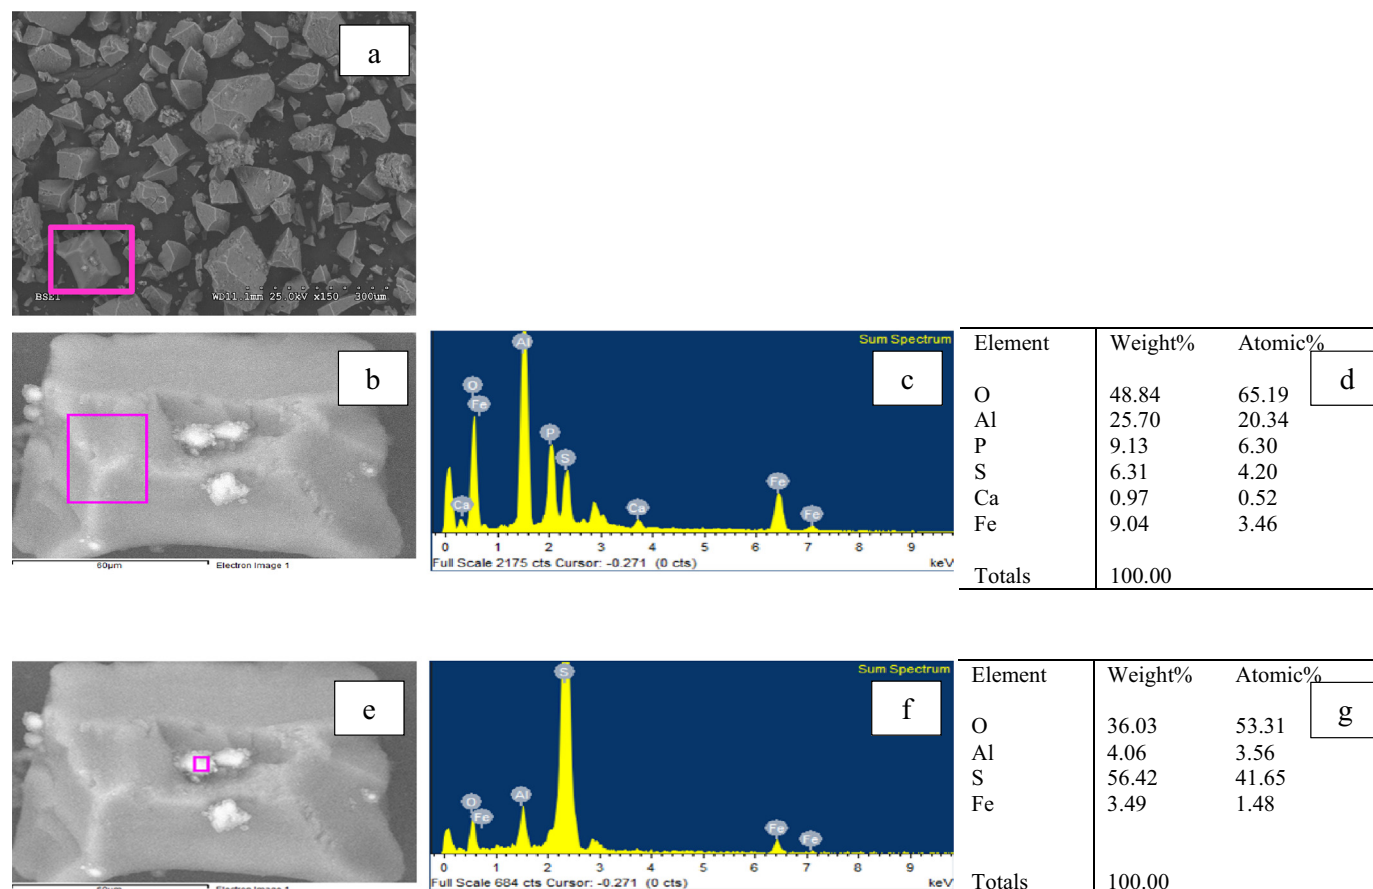 a
BSE1 WD11.1mm 25.0kV x150 300um
b
60µm Electron Image 1
Sum Spectrum
c
Al
O
Fe
P
S
Ca
Ca
Fe
Fe
0 1 2 3 4 5 6 7 8 9
Full Scale 2175 cts Cursor: -0.271 (0 cts) keV
Element Weight% Atomic%
d
O 48.84 65.19
Al 25.70 20.34
P 9.13 6.30
S 6.31 4.20
Ca 0.97 0.52
Fe 9.04 3.46
Totals 100.00
e
60µm Electron Image 1
Sum Spectrum
f
S
O
Al
Fe
Fe
Fe
0 1 2 3 4 5 6 7 8 9
Full Scale 684 cts Cursor: -0.271 (0 cts) keV
Element Weight% Atomic%
g
O 36.03 53.31
Al 4.06 3.56
S 56.42 41.65
Fe 3.49 1.48
Totals 100.00